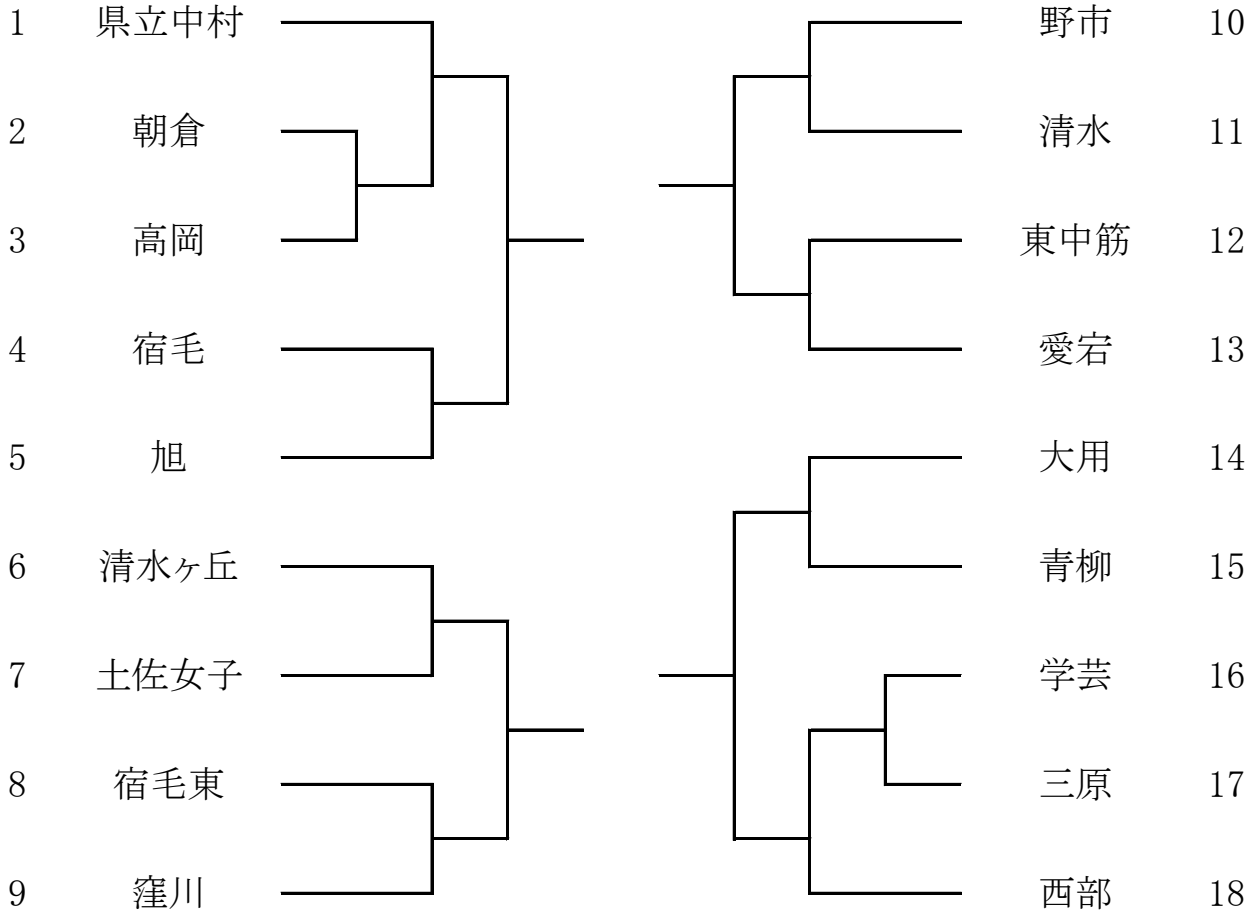 1 県立中村 野市 10
2 朝倉 清水 11
3 高岡 東中筋 12
4 宿毛 愛宕 13
5 旭 大用 14
6 清水ヶ丘 青柳 15
7 土佐女子 学芸 16
8 宿毛東 三原 17
9 窪川 西部 18